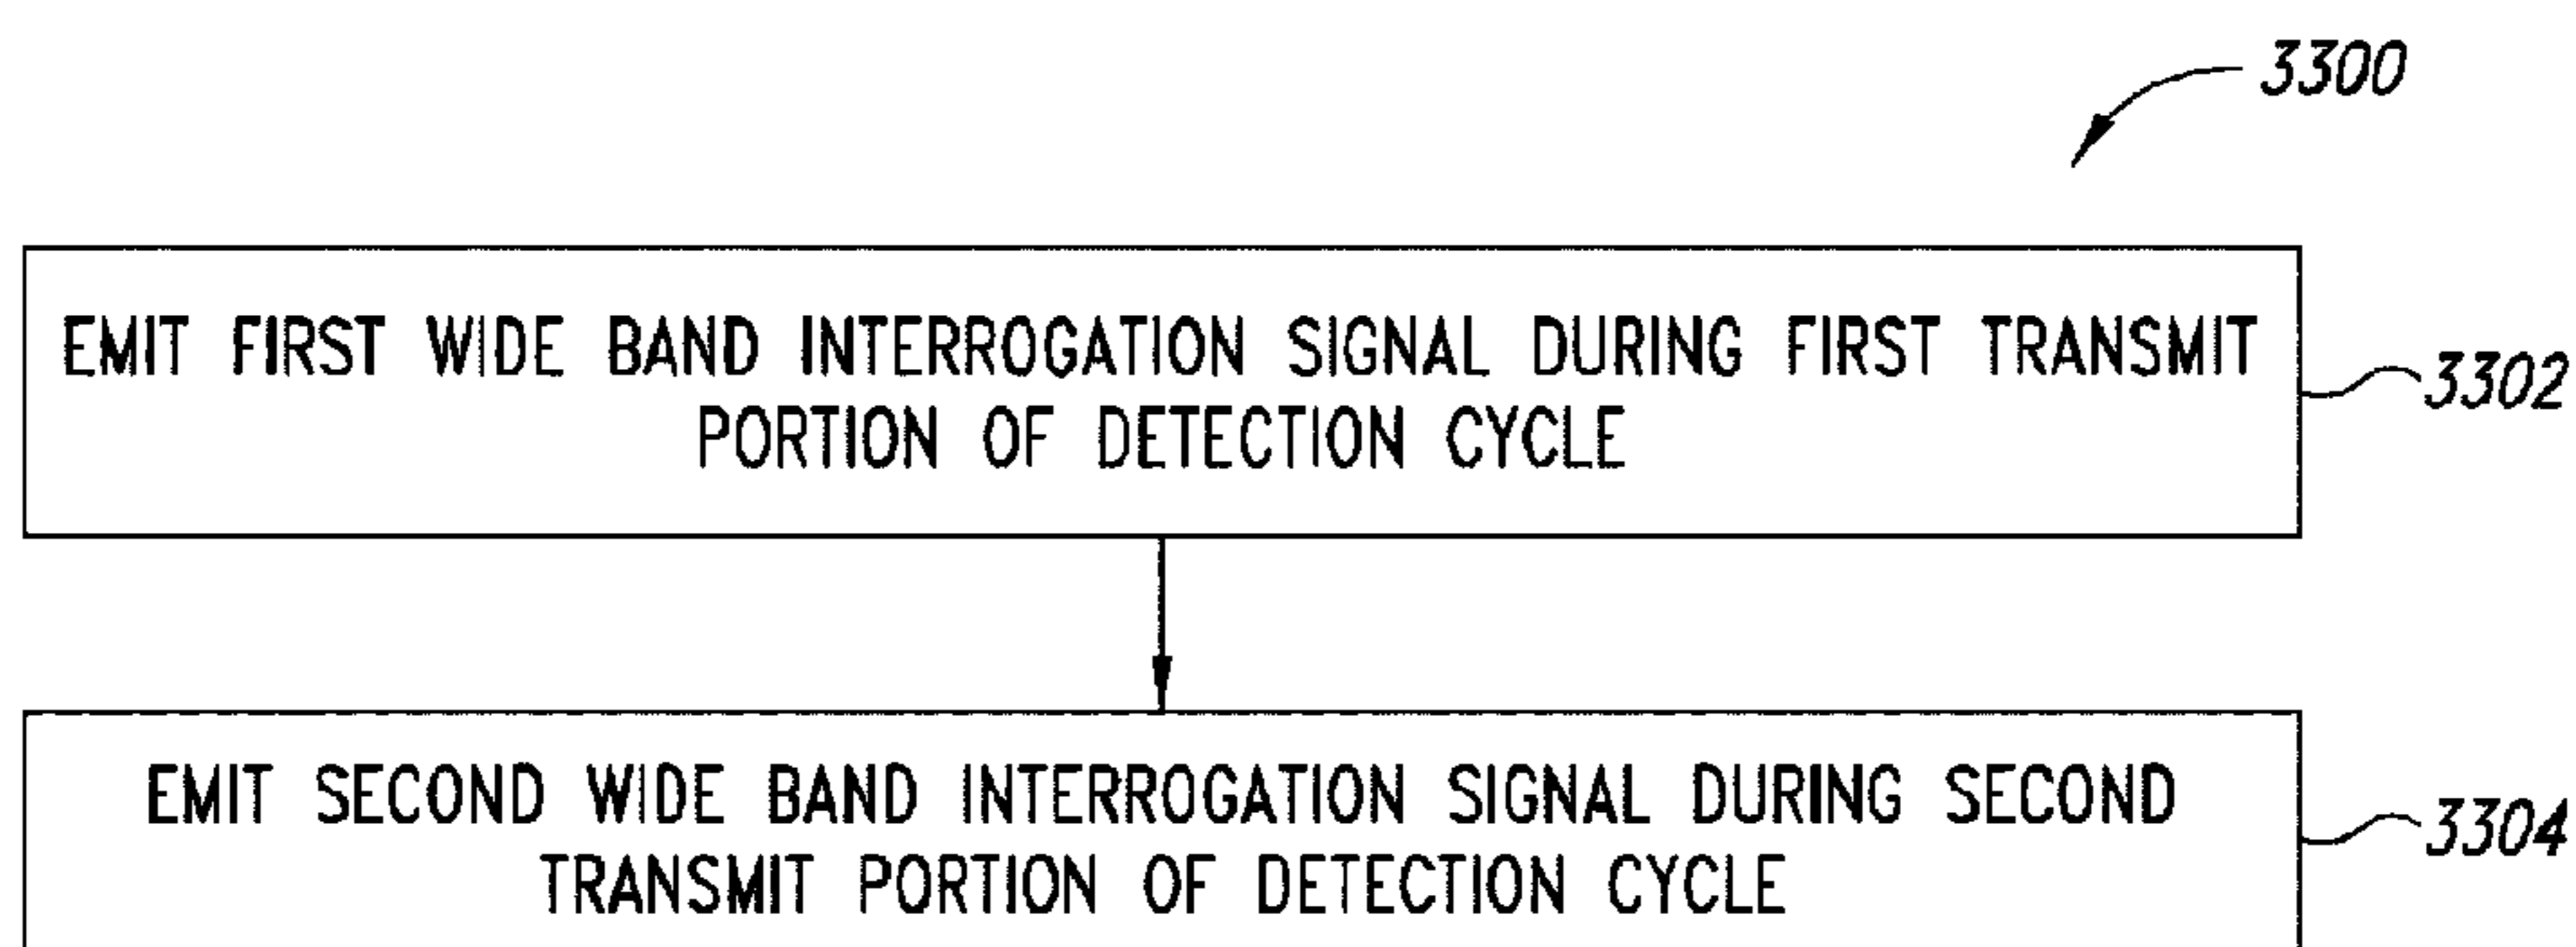 3300
EMIT FIRST WIDE BAND INTERROGATION SIGNAL DURING FIRST TRANSMIT
PORTION OF DETECTION CYCLE
3302
EMIT SECOND WIDE BAND INTERROGATION SIGNAL DURING SECOND
TRANSMIT PORTION OF DETECTION CYCLE
3304